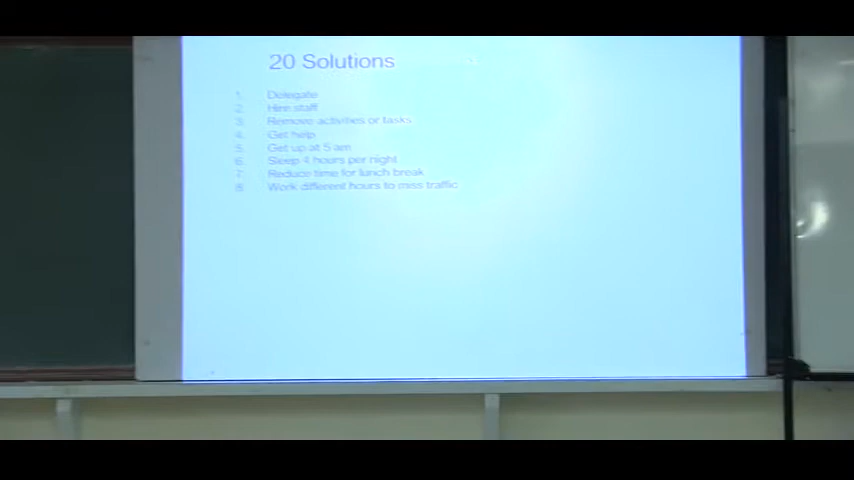 20 Solutions
1. Delegate
2. Hire staff
3. Remove activities or tasks
4. Get help
5. Get up at 5 am
6. Sleep 4 hours per night
7. Reduce time for lunch break
8. Work different hours to miss traffic